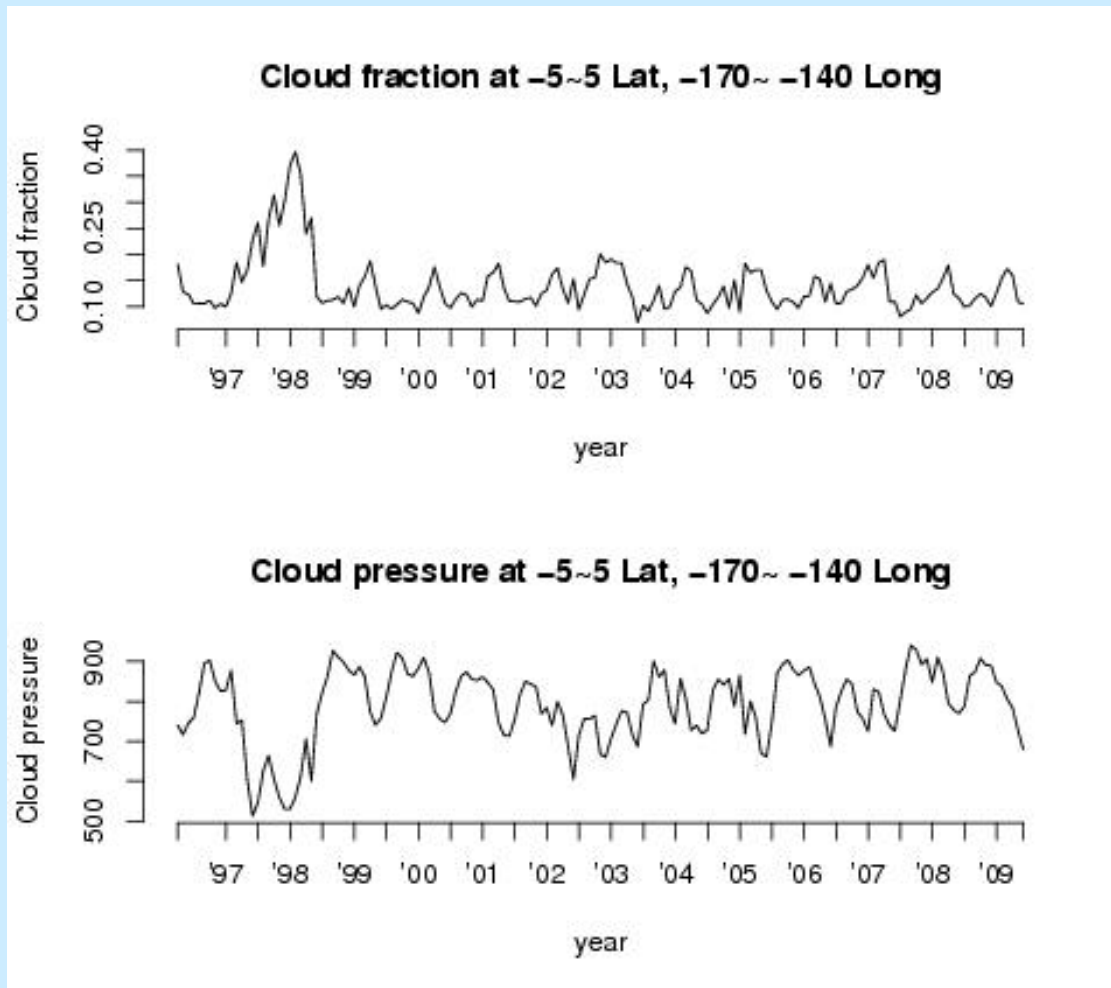 Cloud fraction at −5~5 Lat, −170~ −140 Long
Cloud fraction
0.40
0.25
0.10
'97 '98 '99 '00 '01 '02 '03 '04 '05 '06 '07 '08 '09
year
Cloud pressure at −5~5 Lat, −170~ −140 Long
Cloud pressure
900
700
500
'97 '98 '99 '00 '01 '02 '03 '04 '05 '06 '07 '08 '09
year